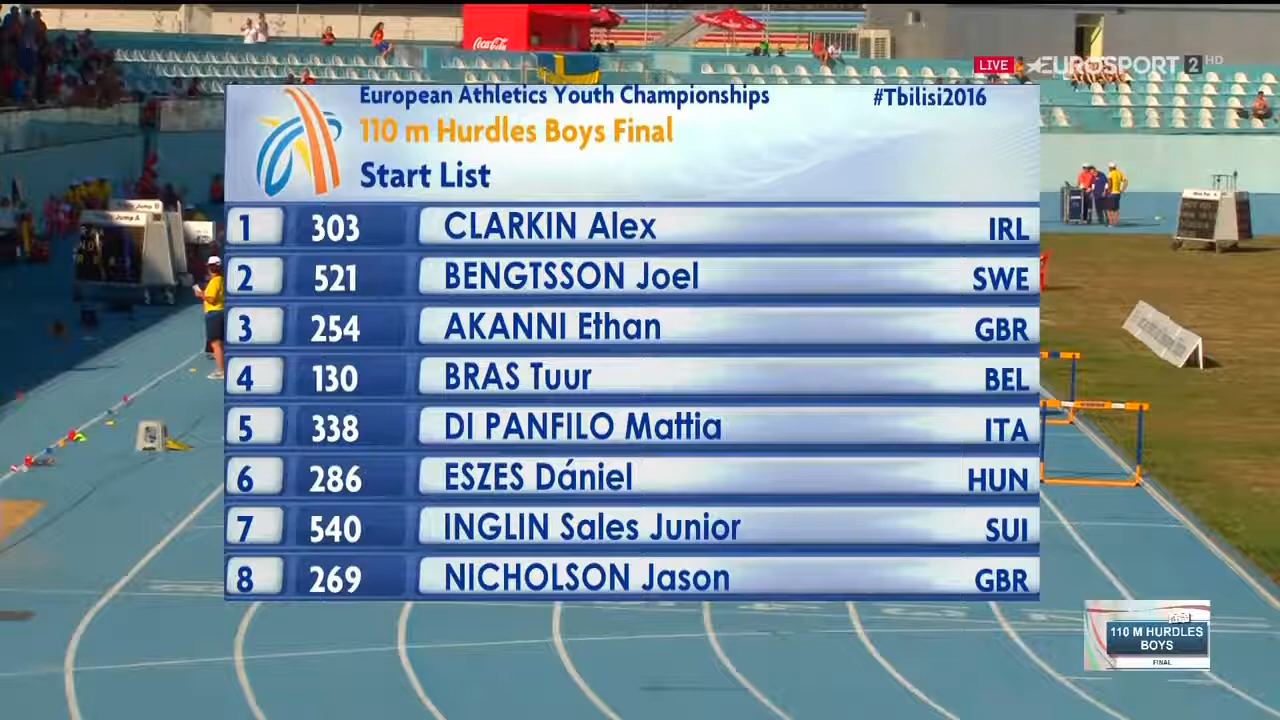 Coca-Cola
LIVE EUROSPORT 2 HD
European Athletics Youth Championships #Tbilisi2016
110 m Hurdles Boys Final
Start List
1 303 CLARKIN Alex IRL
2 521 BENGTSSON Joel SWE
3 254 AKANNI Ethan GBR
4 130 BRAS Tuur BEL
5 338 DI PANFILO Mattia ITA
6 286 ESZES Dániel HUN
7 540 INGLIN Sales Junior SUI
8 269 NICHOLSON Jason GBR
110 M HURDLES
BOYS
FINAL